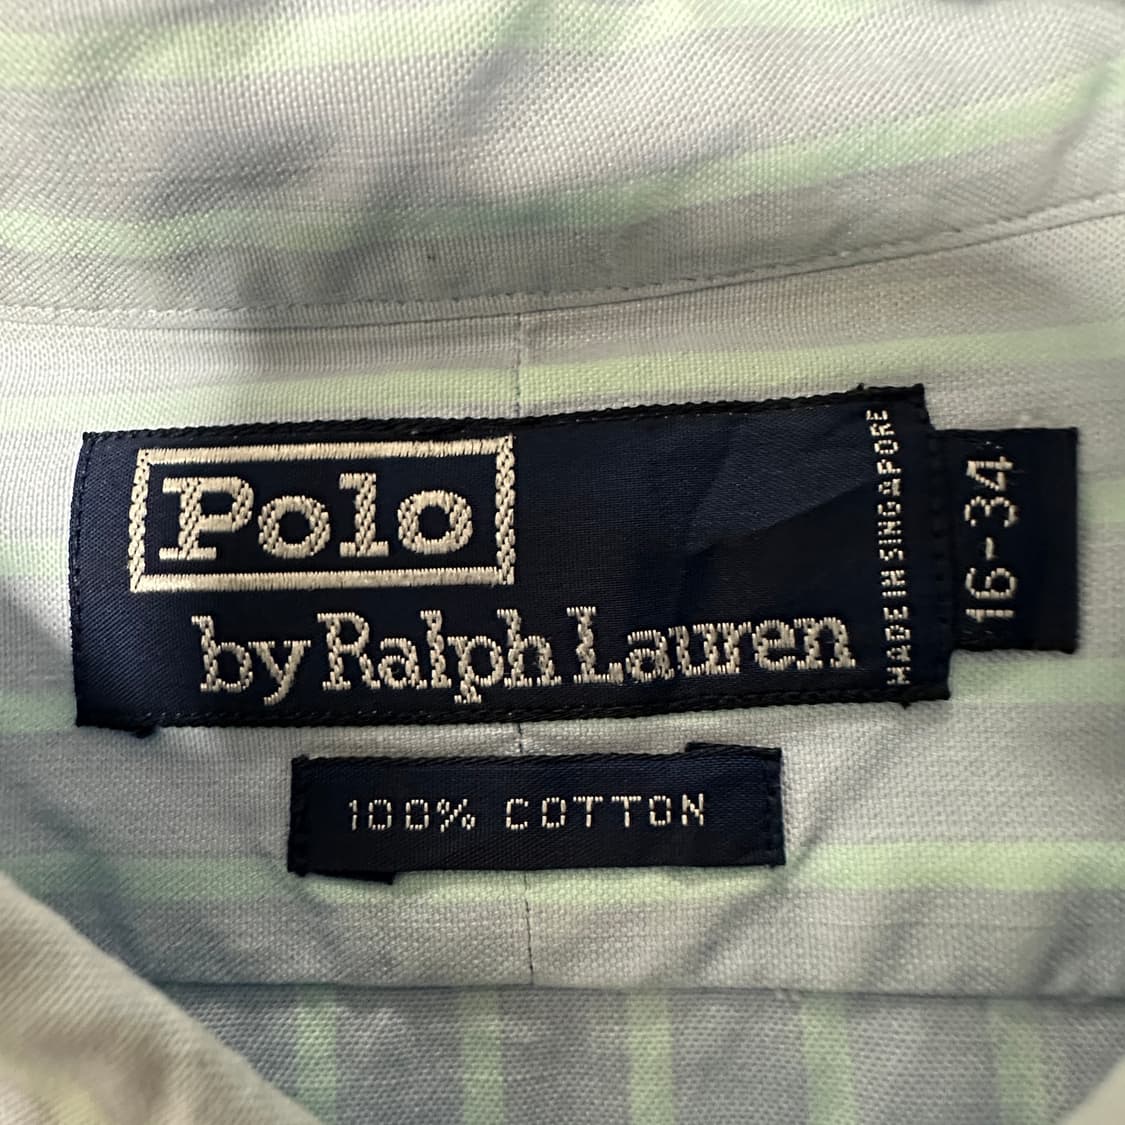 Polo
by Ralph Lauren
MADE IN SINGAPORE
16-34
100% COTTON